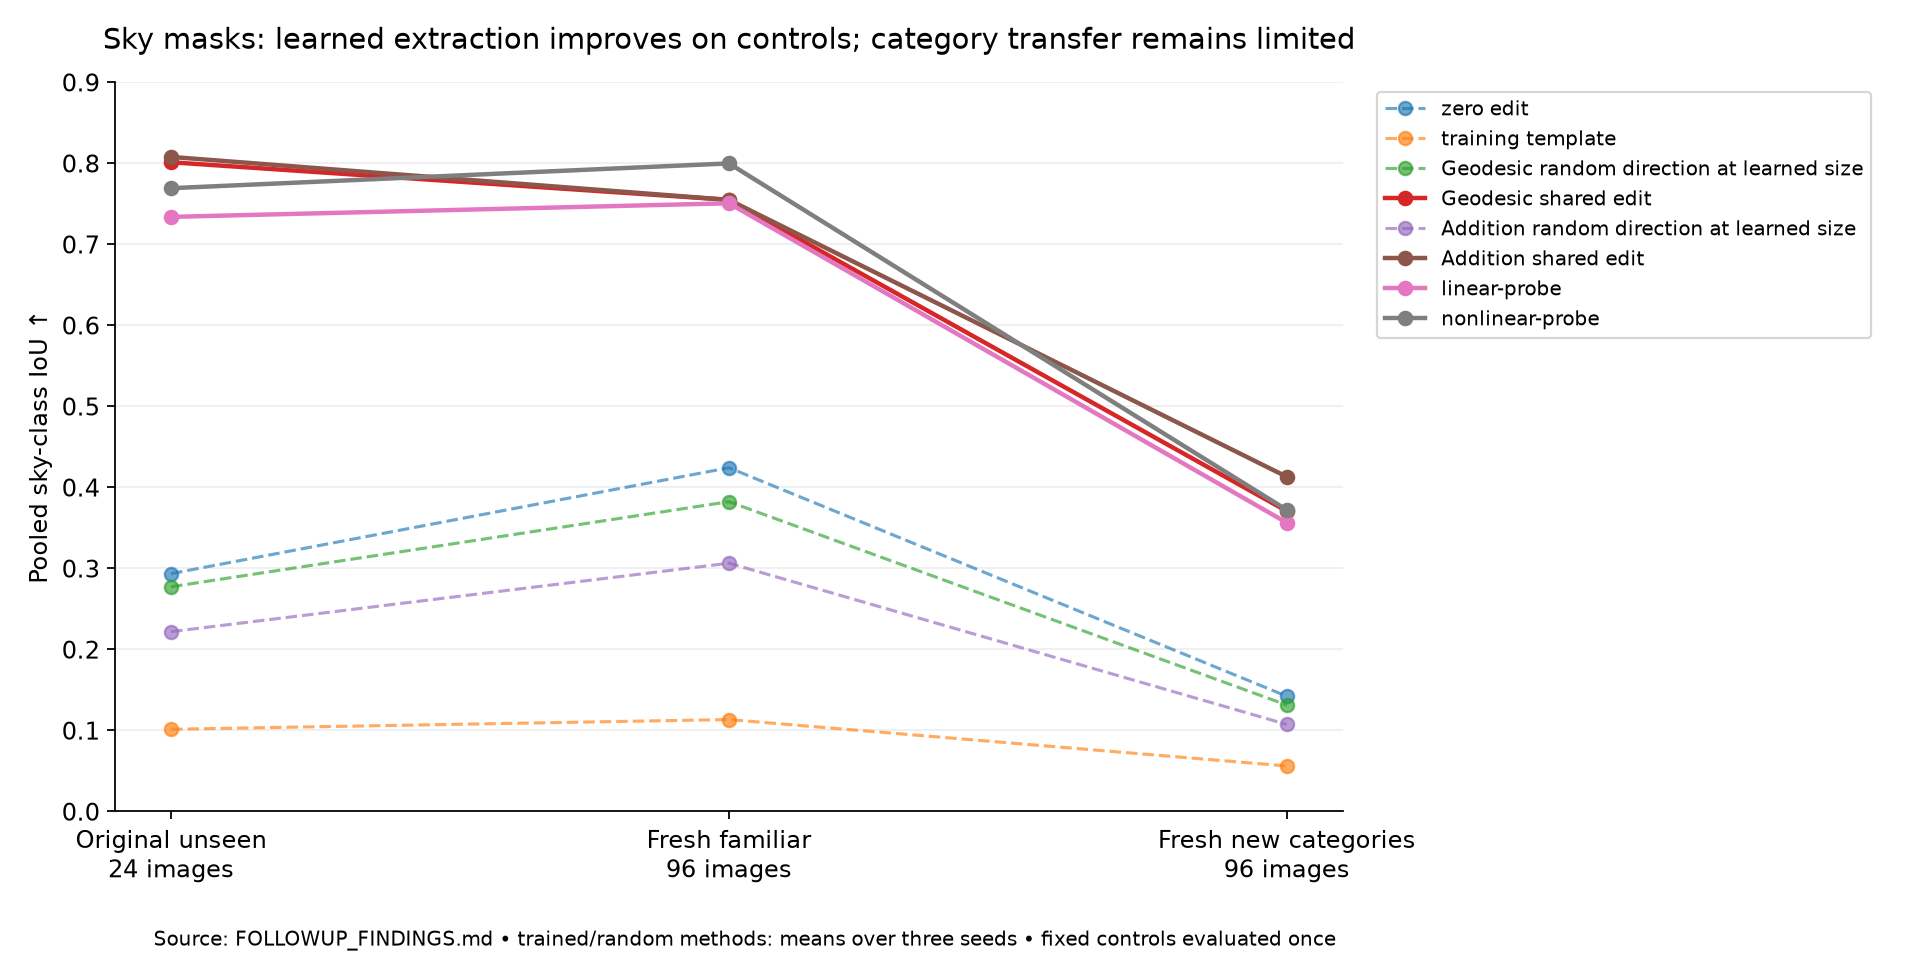 Sky masks: learned extraction improves on controls; category transfer remains limited
Pooled sky-class IoU ↑
0.9
0.8
0.7
0.6
0.5
0.4
0.3
0.2
0.1
0.0
Original unseen
24 images
Fresh familiar
96 images
Fresh new categories
96 images
zero edit
training template
Geodesic random direction at learned size
Geodesic shared edit
Addition random direction at learned size
Addition shared edit
linear-probe
nonlinear-probe
Source: FOLLOWUP_FINDINGS.md • trained/random methods: means over three seeds • fixed controls evaluated once